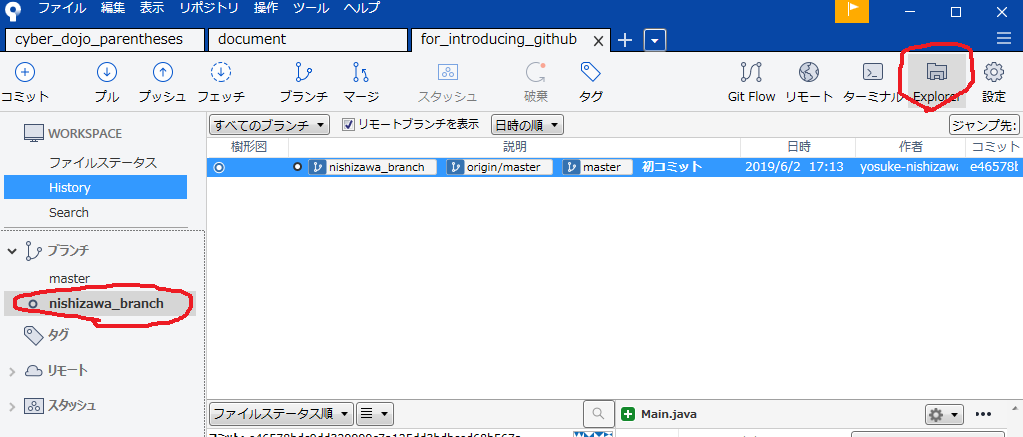 ファイル 編集 表示 リポジトリ 操作 ツール ヘルプ
cyber_dojo_parentheses document for_introducing_github
コミット プル プッシュ フェッチ ブランチ マージ スタッシュ 破棄 タグ Git Flow リモート ターミナル Explorer 設定
WORKSPACE
ファイルステータス
History
Search
ブランチ
master
nishizawa_branch
タグ
リモート
スタッシュ
すべてのブランチ リモートブランチを表示 日時の順 ジャンプ先:
樹形図 説明 日時 作者 コミット
nishizawa_branch origin/master master 初コミット 2019/6/2 17:13 yosuke-nishizawa e46578b
ファイルステータス順 Main.java